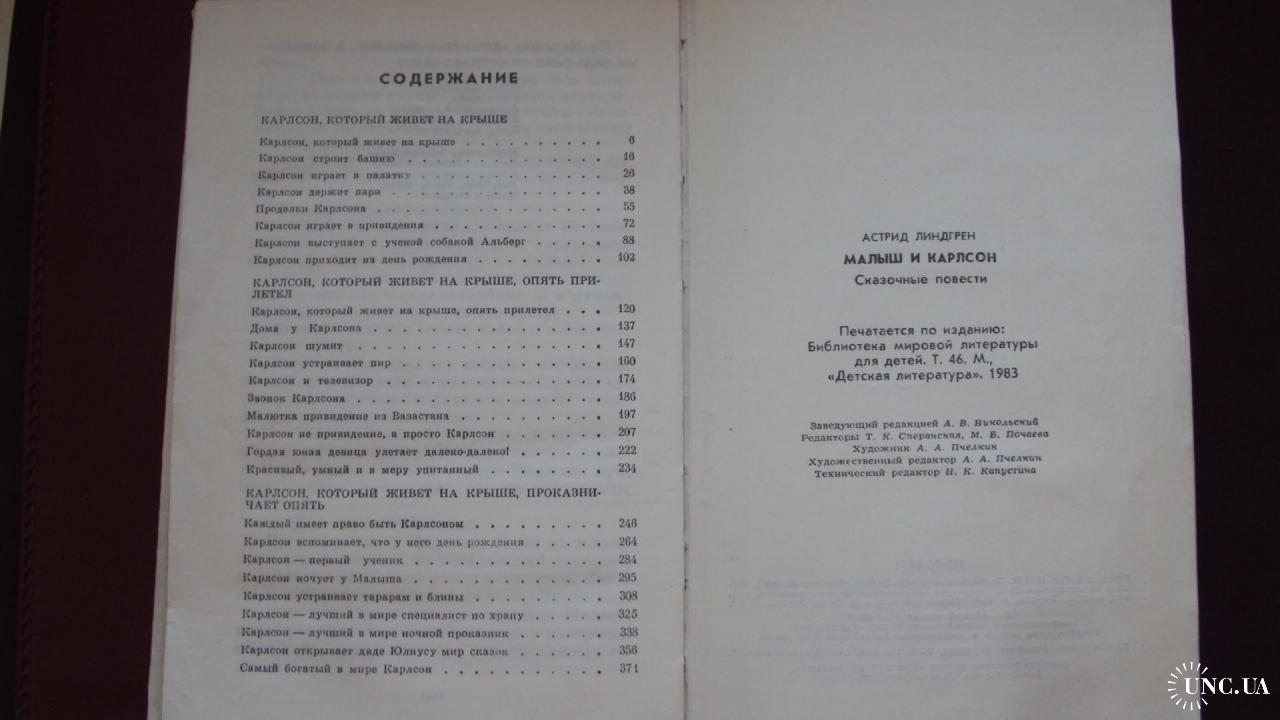 СОДЕРЖАНИЕ
КАРЛСОН, КОТОРЫЙ ЖИВЕТ НА КРЫШЕ
Карлсон, который живет на крыше . . . . . . . . . . 6
Карлсон строит башню . . . . . . . . . . . . . 16
Карлсон играет в палатку . . . . . . . . . . . . 26
Карлсон держит пари . . . . . . . . . . . . . . 38
Проделки Карлсона . . . . . . . . . . . . . . . 55
Карлсон играет в привидения . . . . . . . . . . . 72
Карлсон выступает с ученой собакой Альберг . . . . . 88
Карлсон приходит на день рождения . . . . . . . . . 102
КАРЛСОН, КОТОРЫЙ ЖИВЕТ НА КРЫШЕ, ОПЯТЬ ПРИ-
ЛЕТЕЛ
Карлсон, который живет на крыше, опять прилетел . . . 120
Дома у Карлсона . . . . . . . . . . . . . . . 137
Карлсон шумит . . . . . . . . . . . . . . . . 147
Карлсон устраивает пир . . . . . . . . . . . . . 160
Карлсон и телевизор . . . . . . . . . . . . . . 174
Звонок Карлсона . . . . . . . . . . . . . . . . 186
Малютка привидение из Вазастана . . . . . . . . . . 197
Карлсон не привидение, а просто Карлсон . . . . . . . 207
Гордая юная девица улетает далеко-далеко! . . . . . . 222
Красивый, умный и в меру упитанный . . . . . . . . 234
КАРЛСОН, КОТОРЫЙ ЖИВЕТ НА КРЫШЕ, ПРОКАЗНИ-
ЧАЕТ ОПЯТЬ
Каждый имеет право быть Карлсоном . . . . . . . . . 246
Карлсон вспоминает, что у него день рождения . . . . . 264
Карлсон — первый ученик . . . . . . . . . . . . . 284
Карлсон ночует у Малыша . . . . . . . . . . . . . 295
Карлсон устраивает тарарам и блины . . . . . . . . . 308
Карлсон — лучший в мире специалист по храпу . . . . . 325
Карлсон — лучший в мире ночной проказник . . . . . . 338
Карлсон открывает дяде Юлиусу мир сказок . . . . . . 356
Самый богатый в мире Карлсон . . . . . . . . . . . 371
АСТРИД ЛИНДГРЕН
МАЛЫШ И КАРЛСОН
Сказочные повести
Печатается по изданию:
Библиотека мировой литературы
для детей. Т. 46. М.,
«Детская литература». 1983
Заведующий редакцией А. В. Никольский
Редакторы Т. К. Сперанская, М. Б. Почаева
Художник А. А. Пчелкин
Художественный редактор А. А. Пчелкин
Технический редактор Н. К. Капустина
UNC.UA